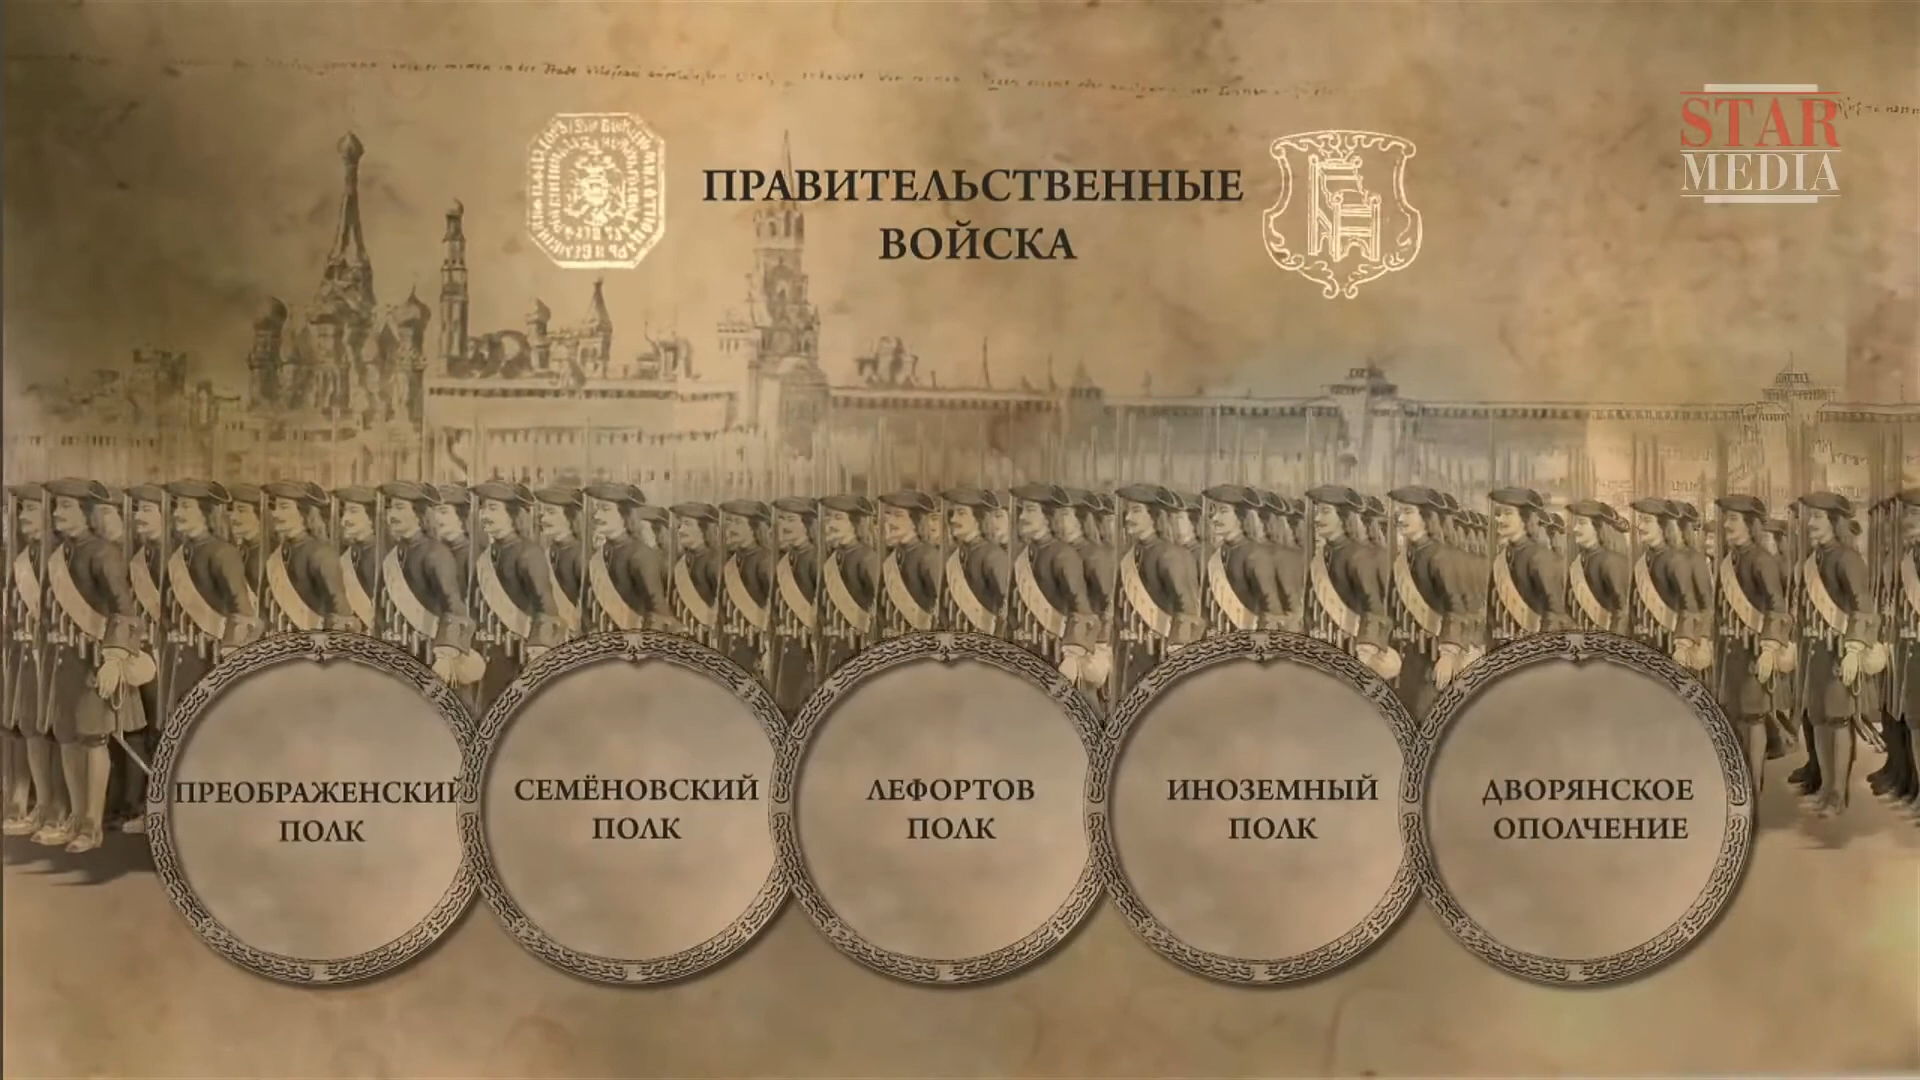 STAR
MEDIA
ПРАВИТЕЛЬСТВЕННЫЕ
ВОЙСКА
ПРЕОБРАЖЕНСКИЙ
ПОЛК
СЕМЁНОВСКИЙ
ПОЛК
ЛЕФОРТОВ
ПОЛК
ИНОЗЕМНЫЙ
ПОЛК
ДВОРЯНСКОЕ
ОПОЛЧЕНИЕ